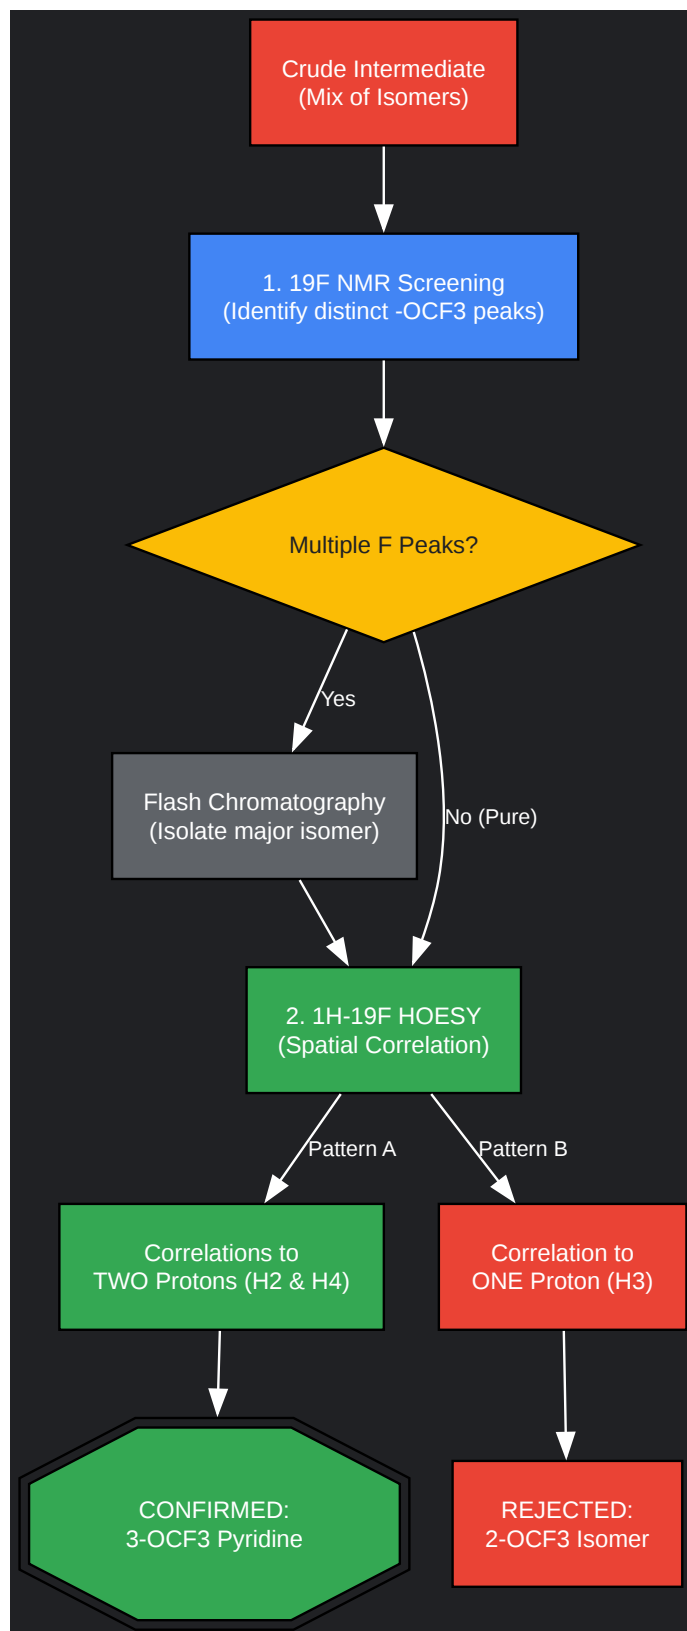 Crude Intermediate
(Mix of Isomers)
1. 19F NMR Screening
(Identify distinct -OCF3 peaks)
Multiple F Peaks?
Yes
Flash Chromatography
(Isolate major isomer)
No (Pure)
2. 1H-19F HOESY
(Spatial Correlation)
Pattern A
Pattern B
Correlations to
TWO Protons (H2 & H4)
Correlation to
ONE Proton (H3)
CONFIRMED:
3-OCF3 Pyridine
REJECTED:
2-OCF3 Isomer